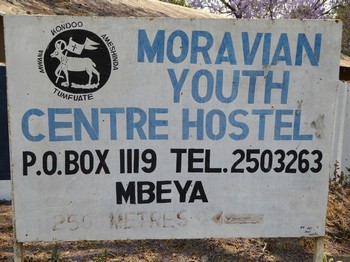 MWANA KONDOO AMESHINDA
TUMFUATE
MORAVIAN
YOUTH
CENTRE HOSTEL
P.O.BOX 1119 TEL.2503263
MBEYA
250 METRES